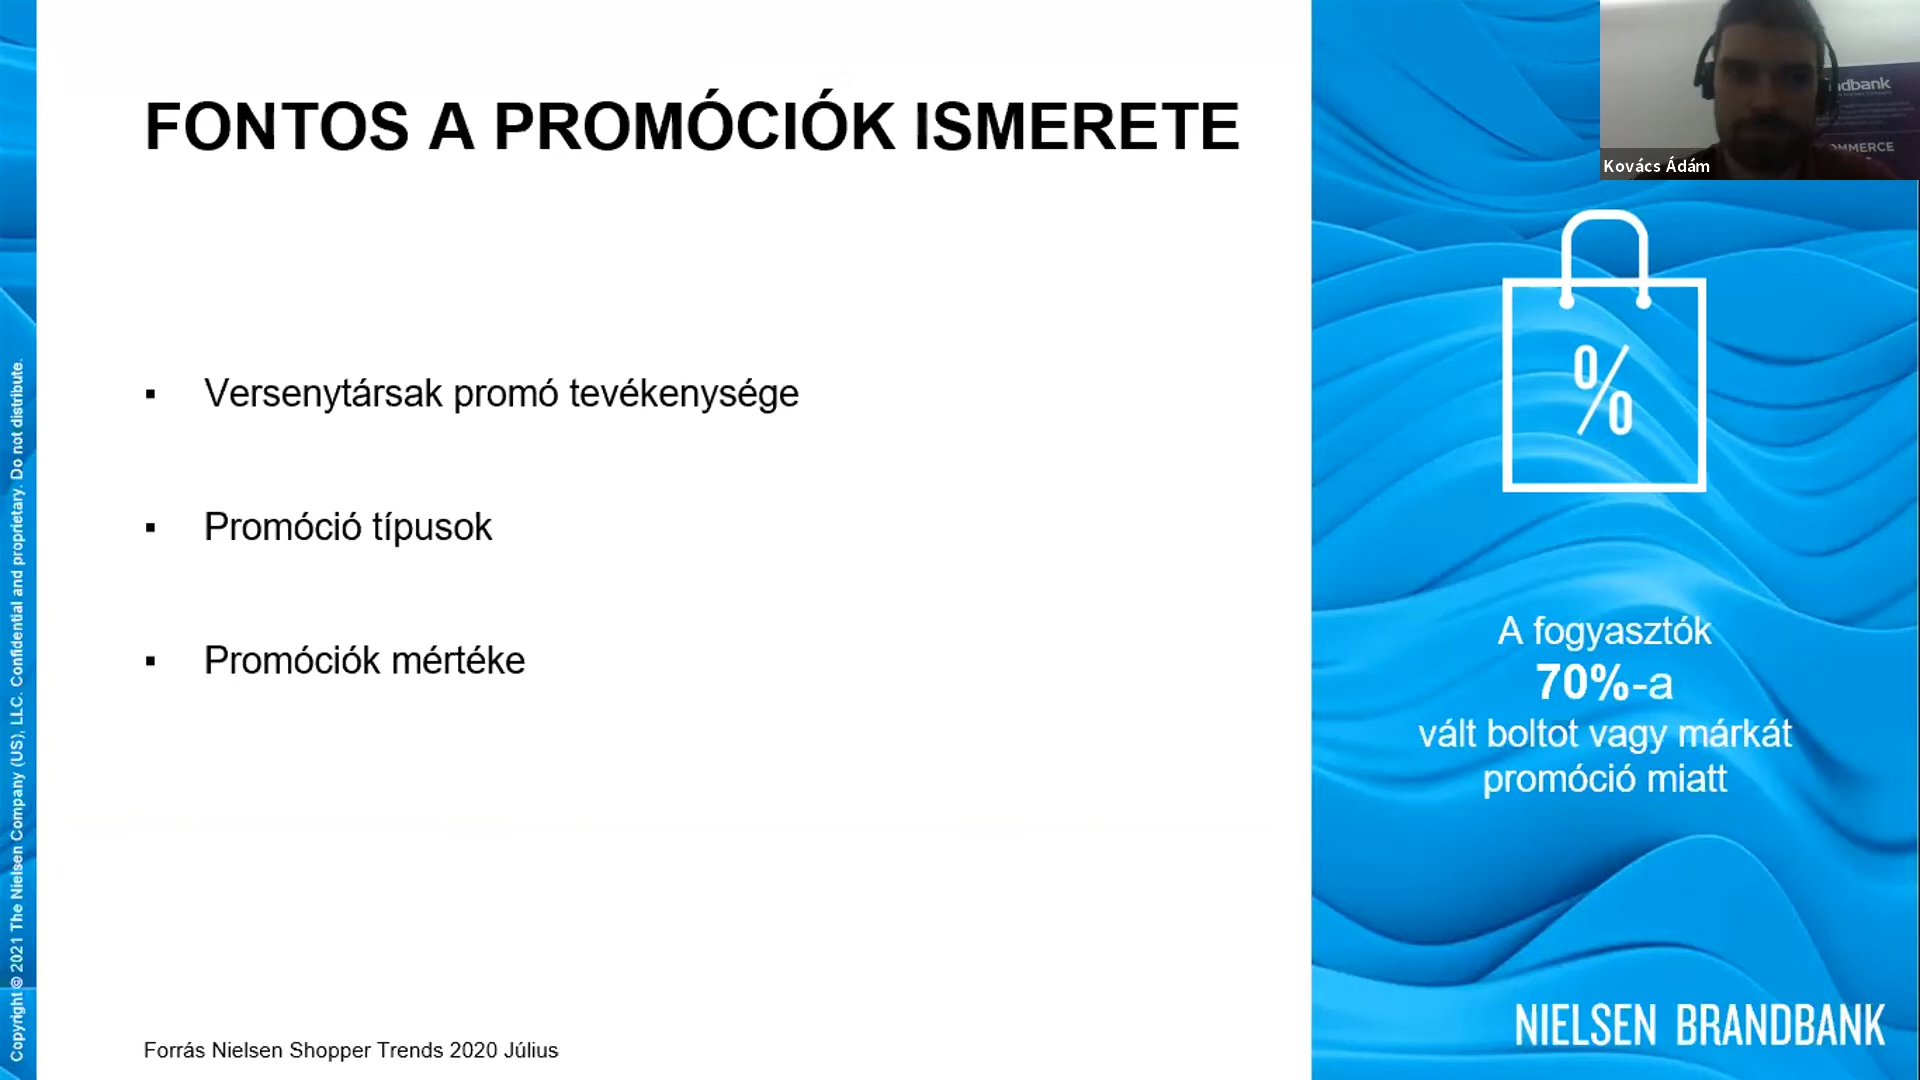 FONTOS A PROMÓCIÓK ISMERETE
▪ Versenytársak promó tevékenysége
▪ Promóció típusok
▪ Promóciók mértéke
Forrás Nielsen Shopper Trends 2020 Július
Copyright © 2021 The Nielsen Company (US), LLC. Confidential and proprietary. Do not distribute.
Kovács Ádám
%
A fogyasztók
70%-a
vált boltot vagy márkát
promóció miatt
NIELSEN BRANDBANK